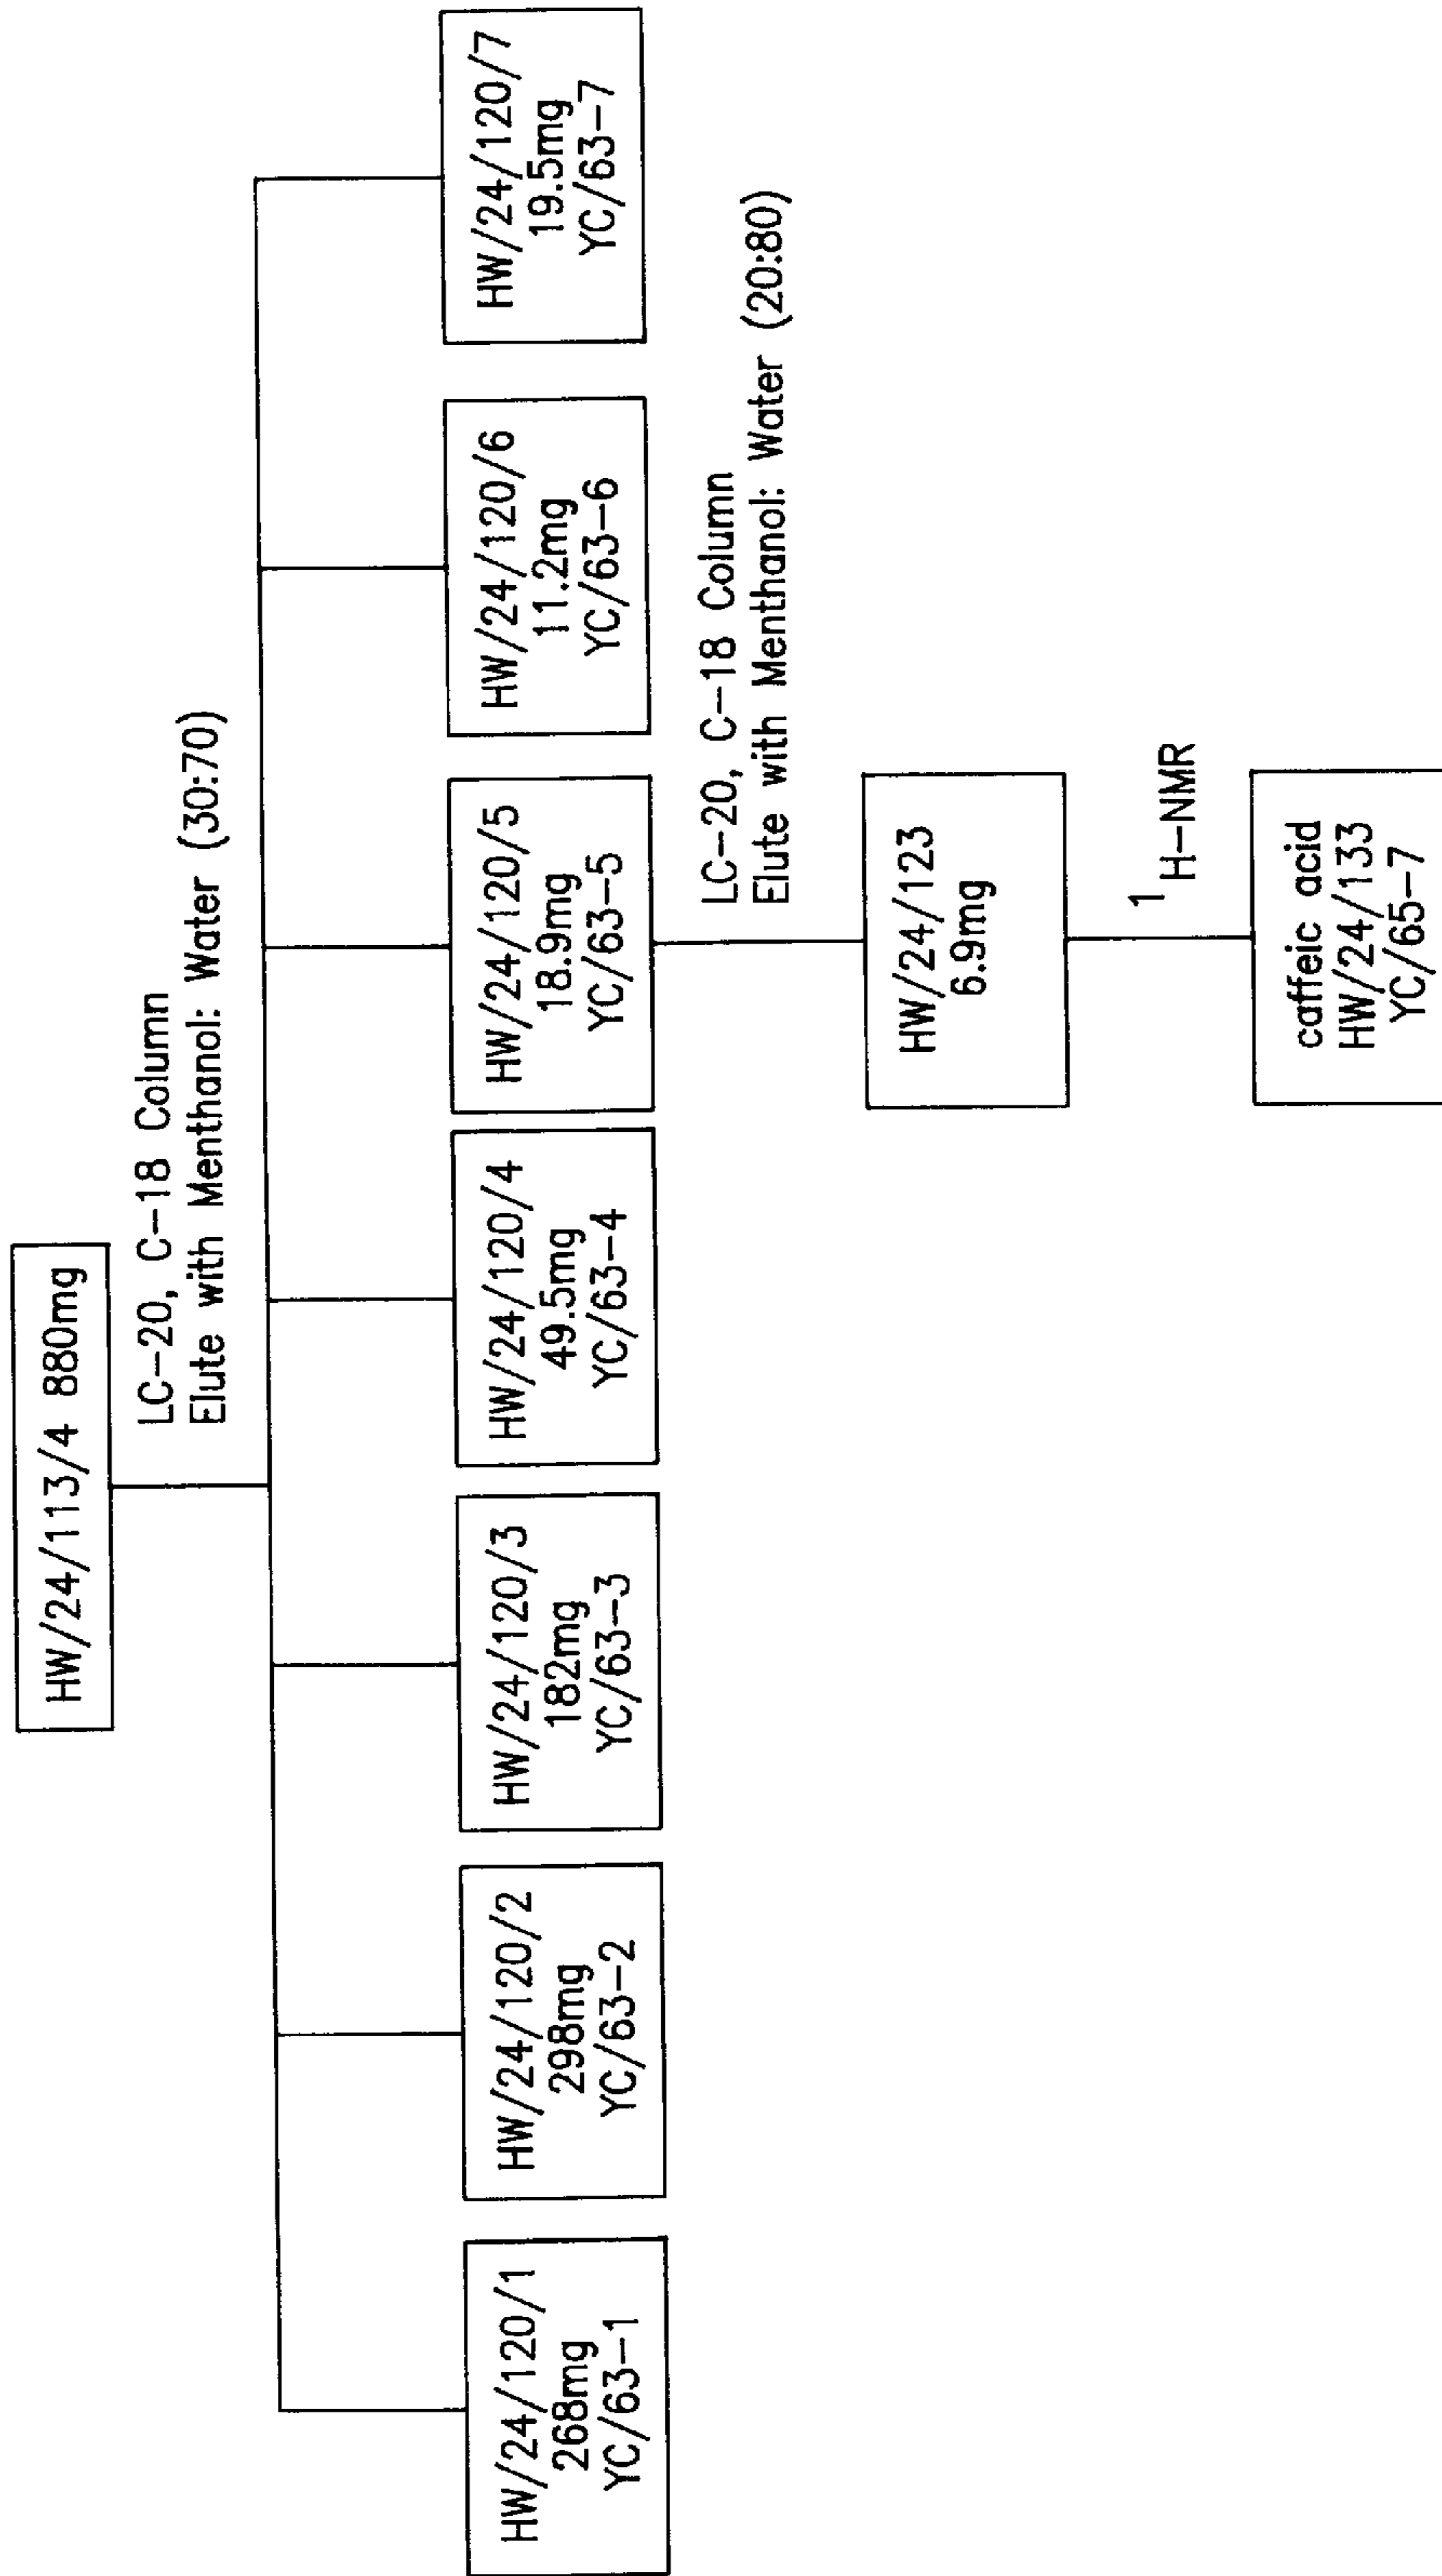 HW/24/113/4 880mg
LC-20, C-18 Column
Elute with Menthanol: Water (30:70)
HW/24/120/1
268mg
YC/63-1
HW/24/120/2
298mg
YC/63-2
HW/24/120/3
182mg
YC/63-3
HW/24/120/4
49.5mg
YC/63-4
HW/24/120/5
18.9mg
YC/63-5
HW/24/120/6
11.2mg
YC/63-6
HW/24/120/7
19.5mg
YC/63-7
LC-20, C-18 Column
Elute with Menthanol: Water (20:80)
HW/24/123
6.9mg
1H-NMR
caffeic acid
HW/24/133
YC/65-7